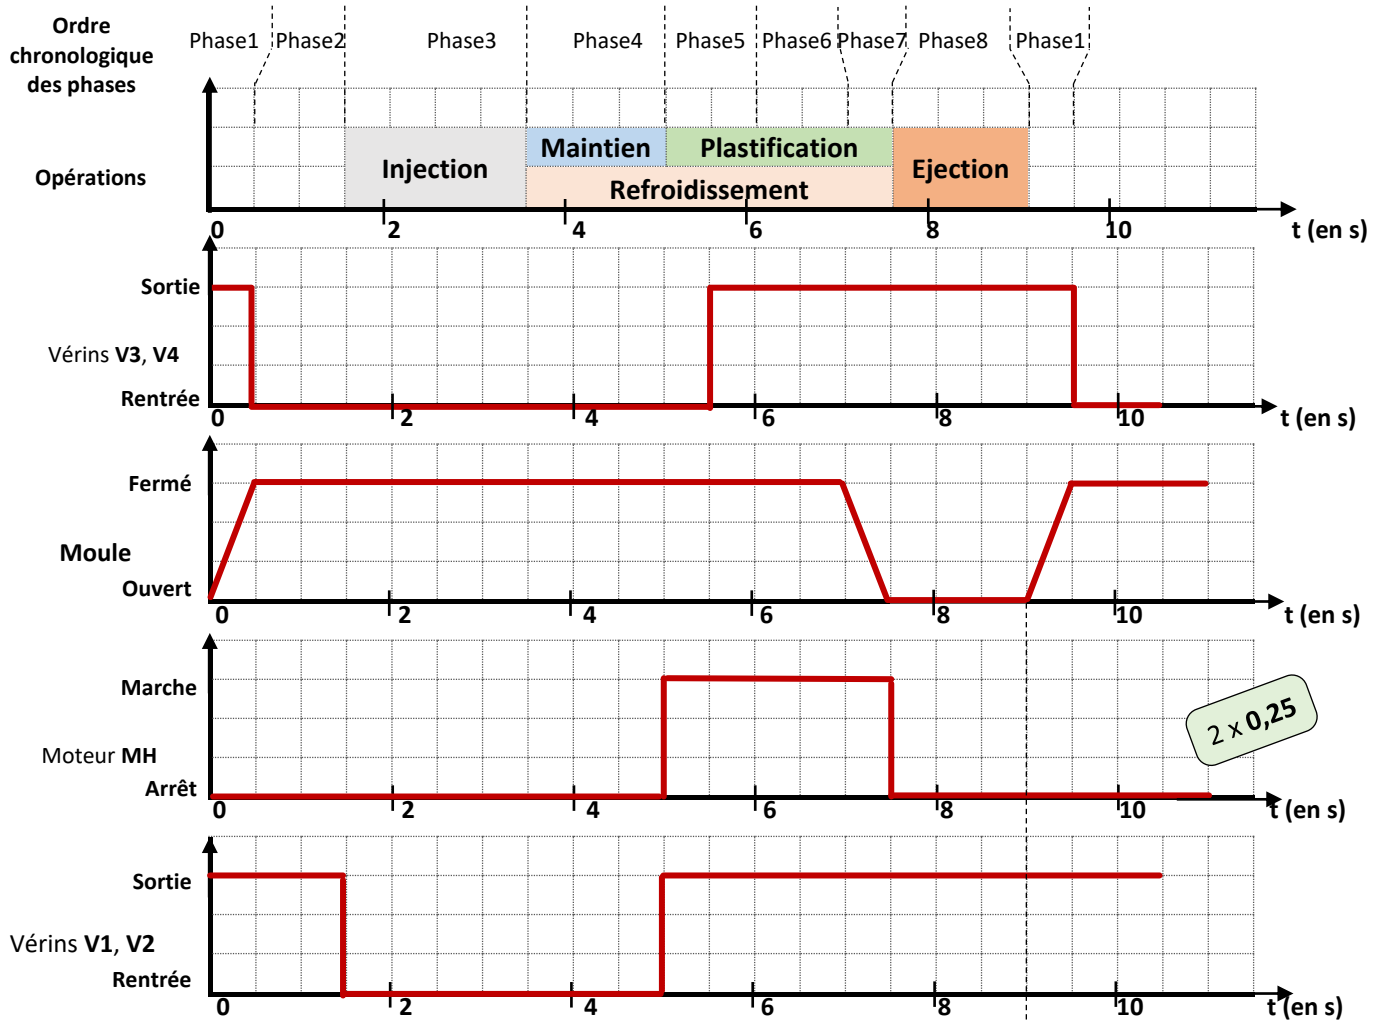 Ordre
chronologique
des phases
Phase1 Phase2 Phase3 Phase4 Phase5 Phase6 Phase7 Phase8 Phase1
Opérations
Injection
Maintien Plastification
Refroidissement
Ejection
0 2 4 6 8 10
t (en s)
Sortie
Vérins V3, V4
Rentrée
0 2 4 6 8 10
t (en s)
Fermé
Moule
Ouvert
0 2 4 6 8 10
t (en s)
Marche
Moteur MH
Arrêt
0 2 4 6 8 10
t (en s)
2 x 0,25
Sortie
Vérins V1, V2
Rentrée
0 2 4 6 8 10
t (en s)